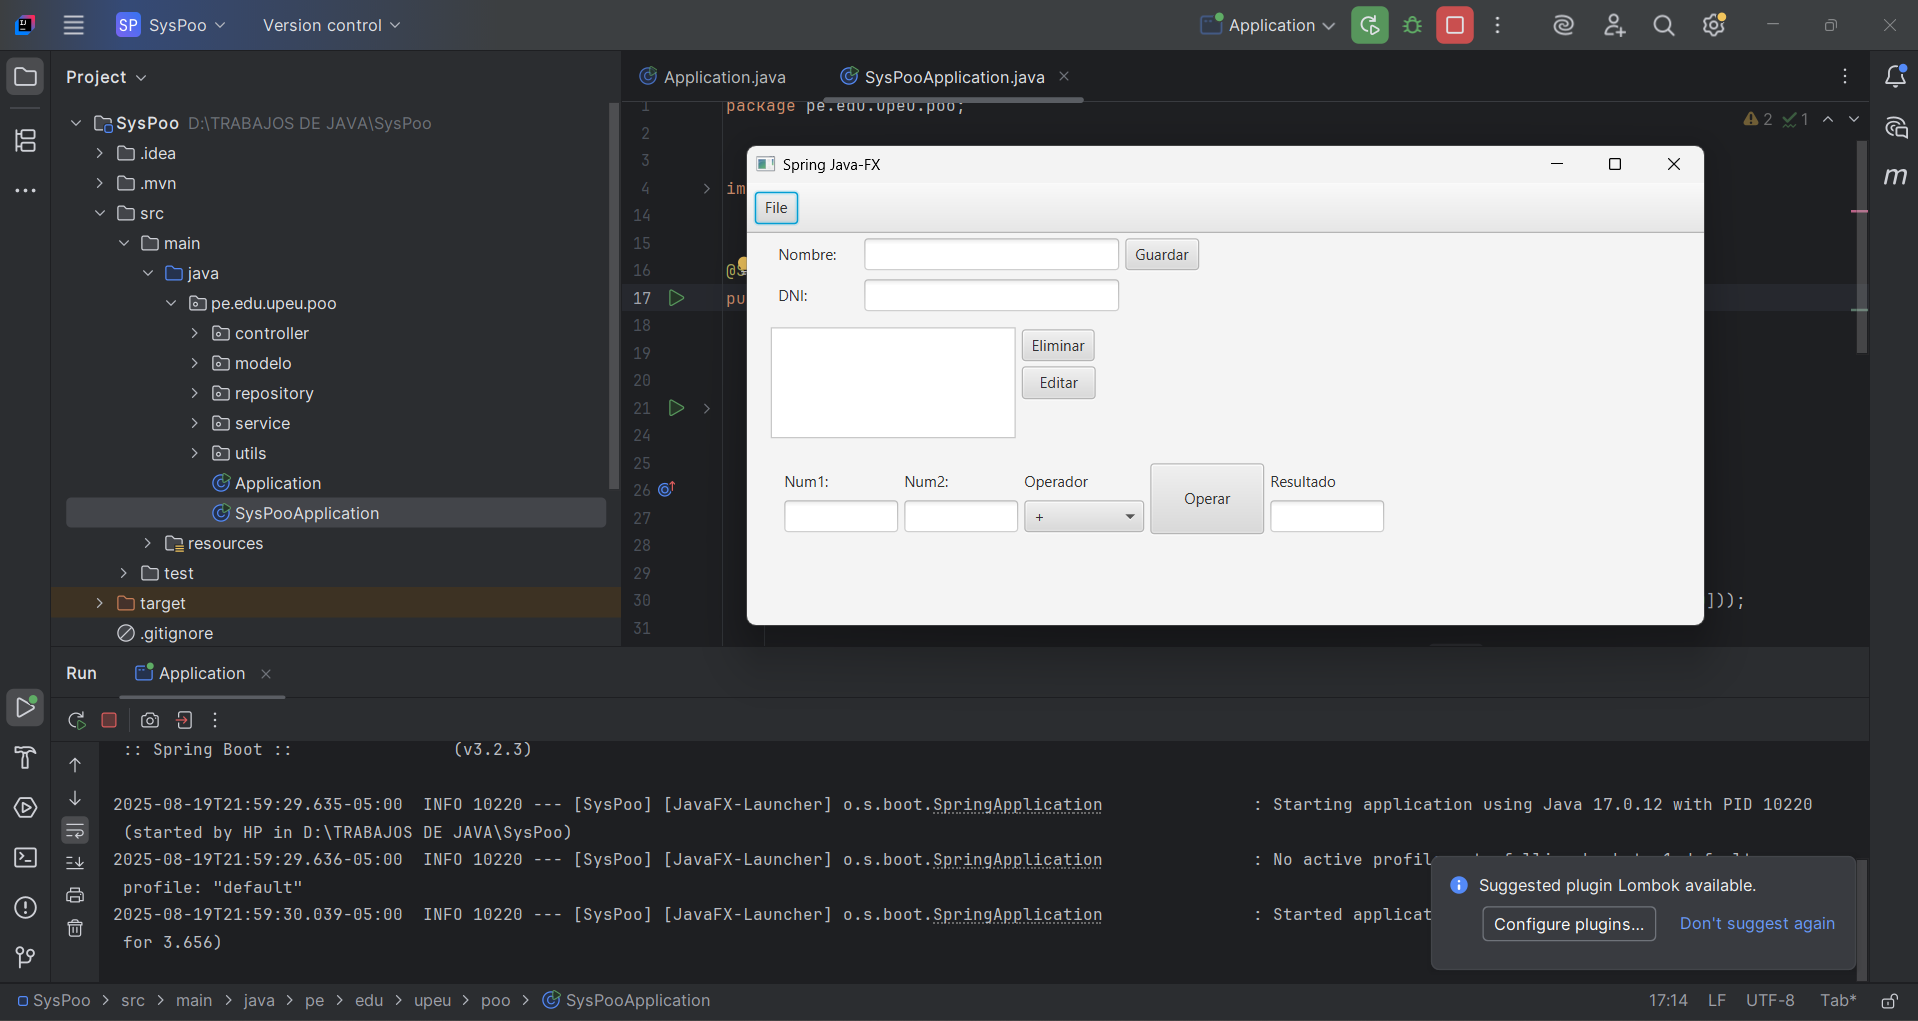 SP SysPoo Version control Application
Project
Application.java SysPooApplication.java
SysPoo D:\TRABAJOS DE JAVA\SysPoo
.idea
.mvn
src
main
java
pe.edu.upeu.poo
controller
modelo
repository
service
utils
Application
SysPooApplication
resources
test
target
.gitignore
1 package pe.edu.upeu.poo;
2
3
4 im
14
15
16 @S
17 pu
18
19
20
21
24
25
26
27
28
29
30 ]));
31
2 1
Spring Java-FX
File
Nombre: Guardar
DNI:
Eliminar
Editar
Num1: Num2: Operador Operar Resultado
+
Run Application
:: Spring Boot :: (v3.2.3)
2025-08-19T21:59:29.635-05:00 INFO 10220 --- [SysPoo] [JavaFX-Launcher] o.s.boot.SpringApplication : Starting application using Java 17.0.12 with PID 10220
(started by HP in D:\TRABAJOS DE JAVA\SysPoo)
2025-08-19T21:59:29.636-05:00 INFO 10220 --- [SysPoo] [JavaFX-Launcher] o.s.boot.SpringApplication : No active profil
profile: "default"
2025-08-19T21:59:30.039-05:00 INFO 10220 --- [SysPoo] [JavaFX-Launcher] o.s.boot.SpringApplication : Started applicat
for 3.656)
Suggested plugin Lombok available.
Configure plugins... Don't suggest again
SysPoo > src > main > java > pe > edu > upeu > poo > SysPooApplication
17:14 LF UTF-8 Tab*